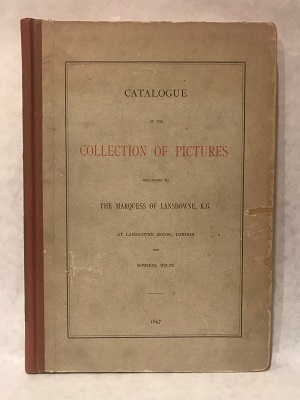 CATALOGUE
OF THE
COLLECTION OF PICTURES
BELONGING TO
THE MARQUESS OF LANSDOWNE, K.G.
AT LANSDOWNE HOUSE, LONDON
AND
BOWOOD, WILTS
1897